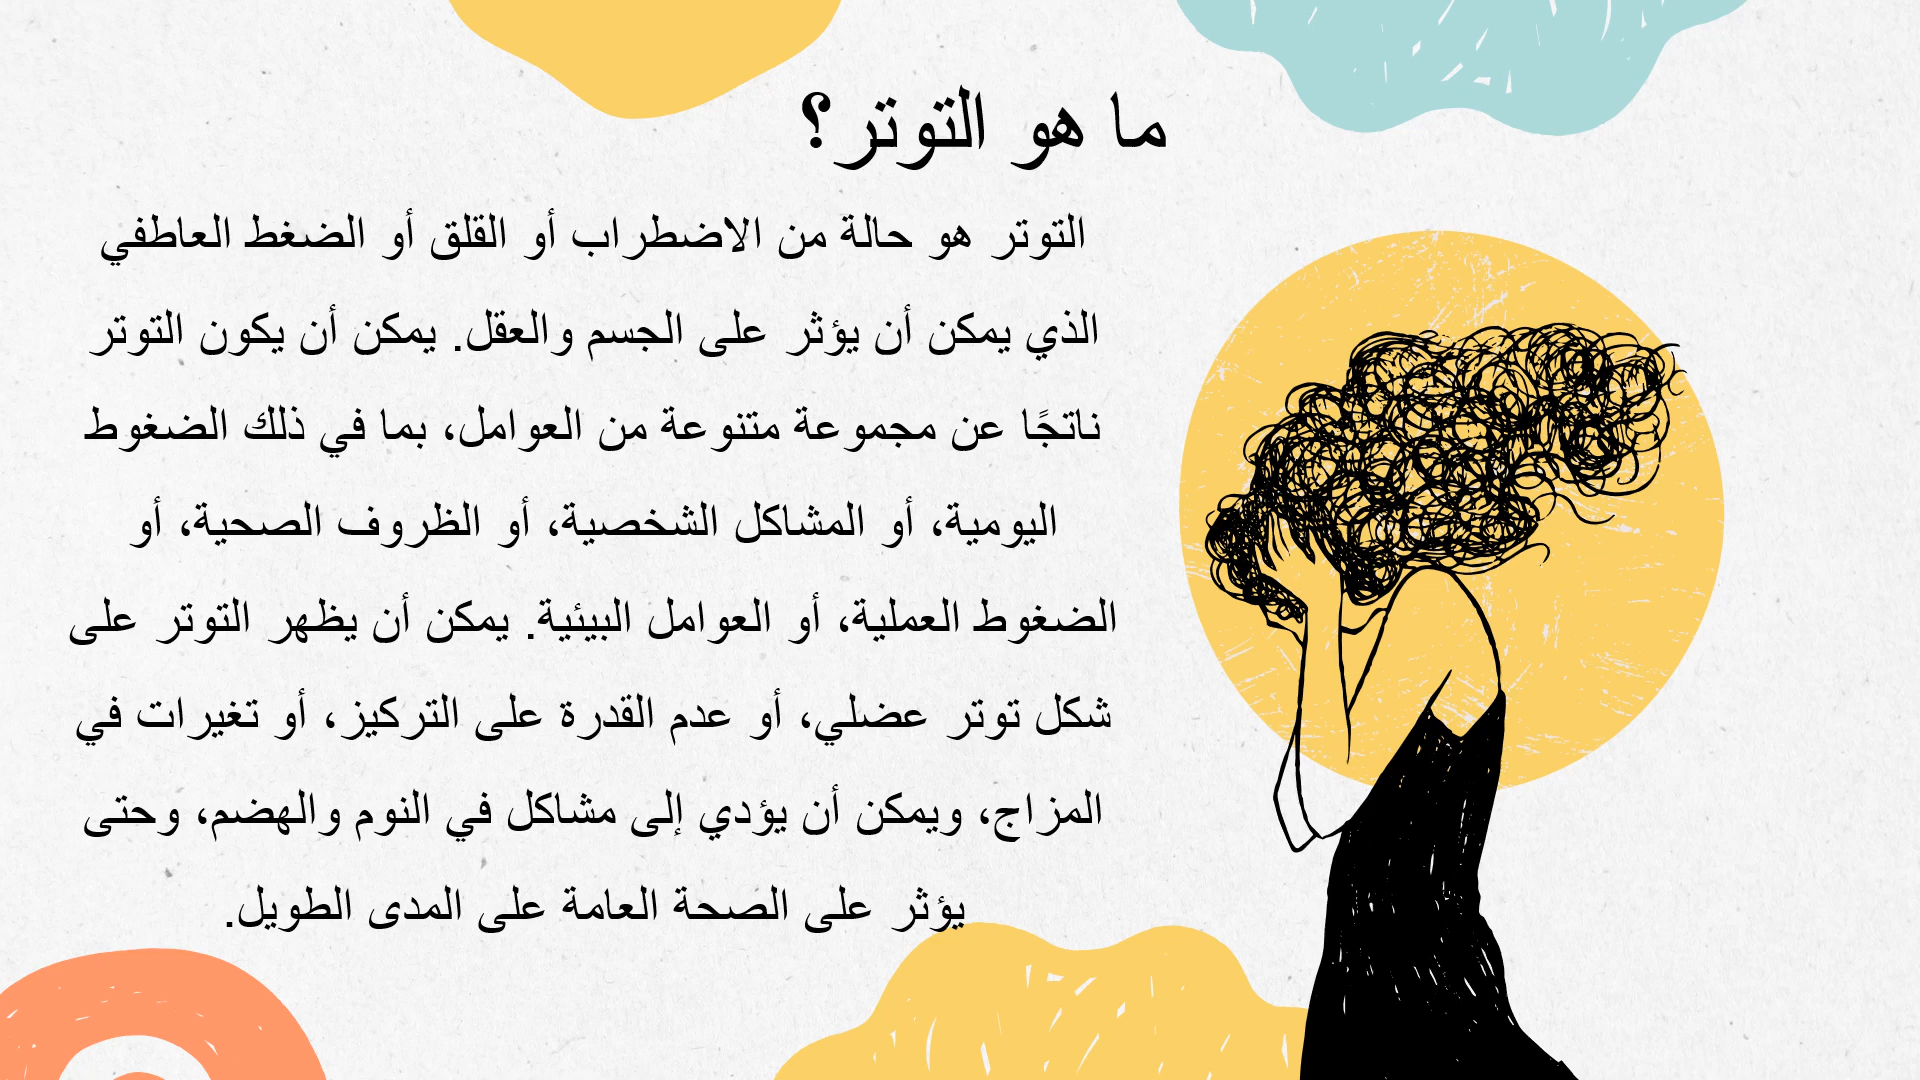 ما هو التوتر؟
التوتر هو حالة من الاضطراب أو القلق أو الضغط العاطفي
الذي يمكن أن يؤثر على الجسم والعقل. يمكن أن يكون التوتر
ناتجًا عن مجموعة متنوعة من العوامل، بما في ذلك الضغوط
اليومية، أو المشاكل الشخصية، أو الظروف الصحية، أو
الضغوط العملية، أو العوامل البيئية. يمكن أن يظهر التوتر على
شكل توتر عضلي، أو عدم القدرة على التركيز، أو تغيرات في
المزاج، ويمكن أن يؤدي إلى مشاكل في النوم والهضم، وحتى
يؤثر على الصحة العامة على المدى الطويل.